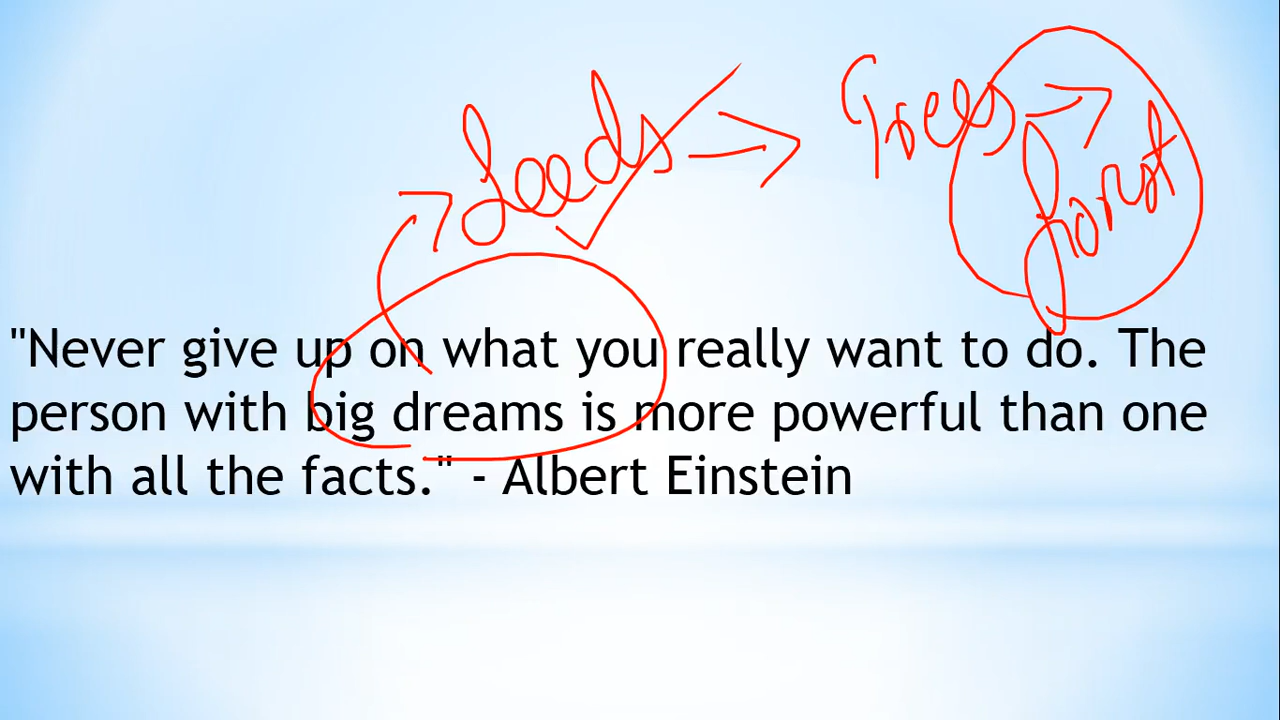 Seeds → Trees → forest
"Never give up on what you really want to do. The
person with big dreams is more powerful than one
with all the facts." - Albert Einstein